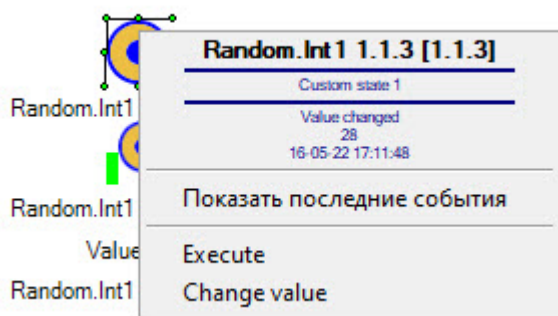 Random.Int1 1.1.3 [1.1.3]
Custom state 1
Value changed
28
16-05-22 17:11:48
Показать последние события
Execute
Change value
Random.Int1
Random.Int1
Value
Random.Int1